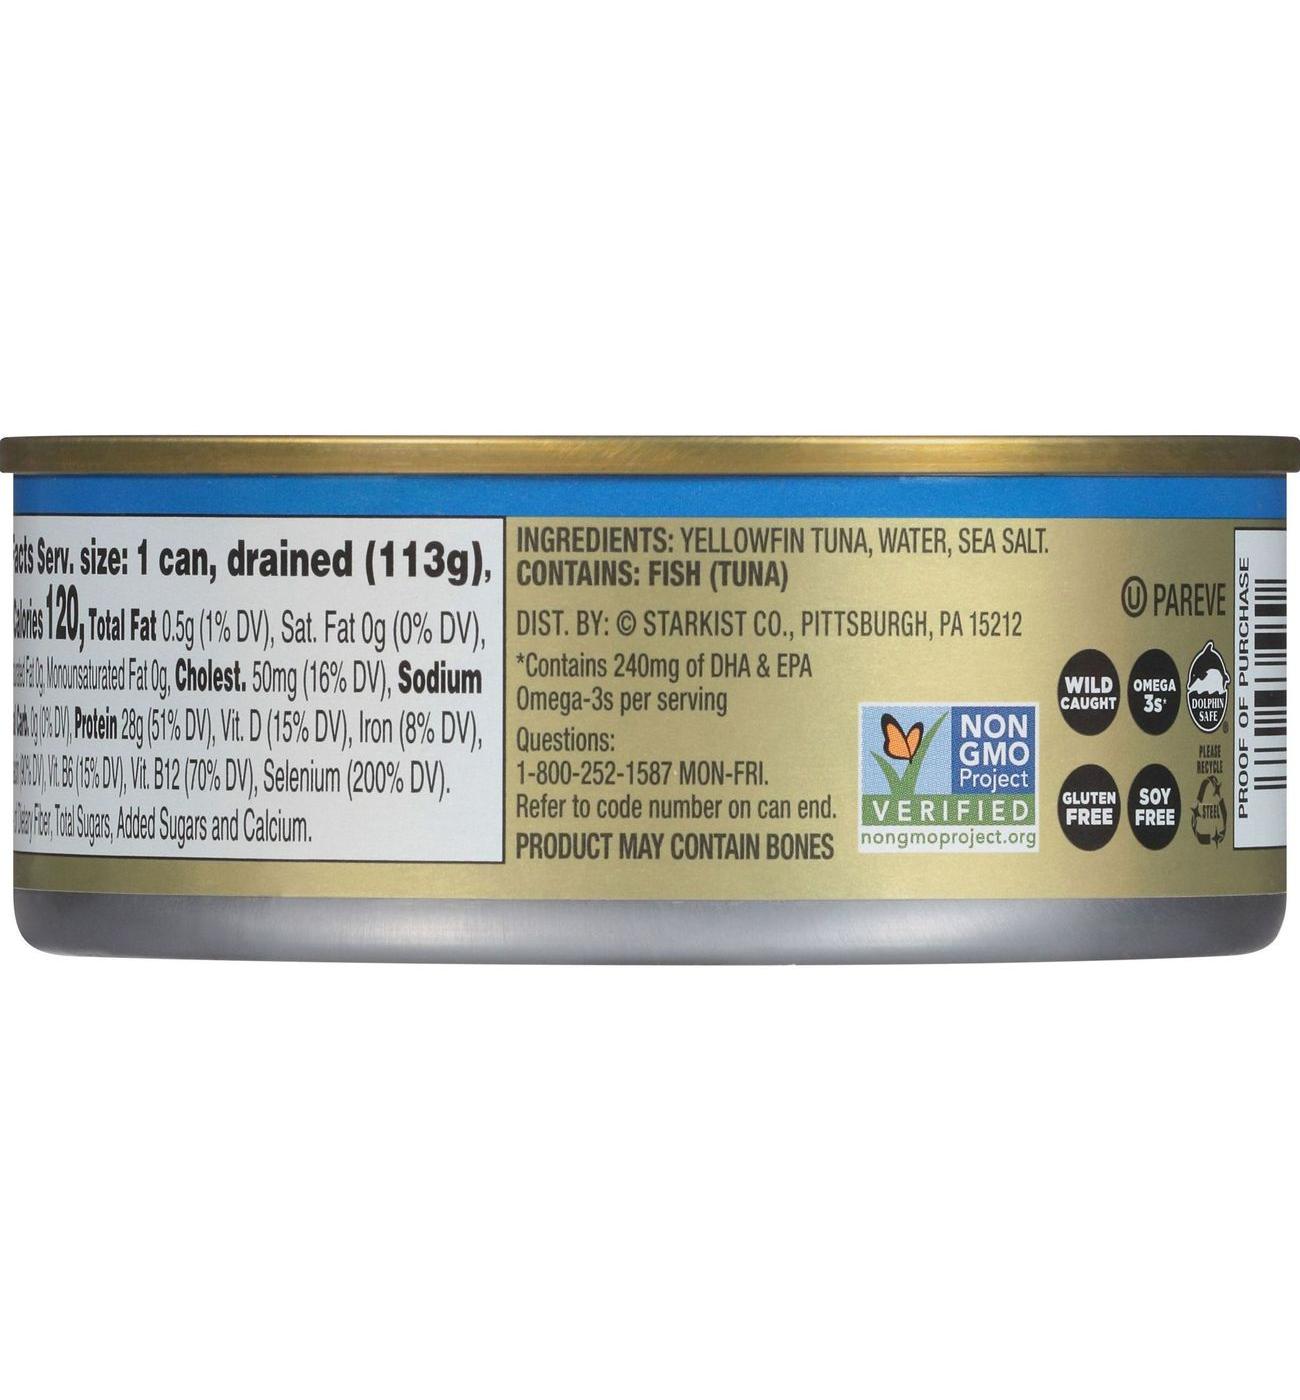 Serv. size: 1 can, drained (113g),
120, Total Fat 0.5g (1% DV), Sat. Fat 0g (0% DV),
Fat 0g, Monounsaturated Fat 0g, Cholest. 50mg (16% DV), Sodium
0g (0% DV), Protein 28g (51% DV), Vit. D (15% DV), Iron (8% DV),
Vit. B6 (15% DV), Vit. B12 (70% DV), Selenium (200% DV).
Fiber, Total Sugars, Added Sugars and Calcium.
INGREDIENTS: YELLOWFIN TUNA, WATER, SEA SALT.
CONTAINS: FISH (TUNA)
DIST. BY: © STARKIST CO., PITTSBURGH, PA 15212
*Contains 240mg of DHA & EPA
Omega-3s per serving
Questions:
1-800-252-1587 MON-FRI.
Refer to code number on can end.
PRODUCT MAY CONTAIN BONES
NON
GMO
Project
VERIFIED
nongmoproject.org
U PAREVE
WILD
CAUGHT
OMEGA
3s*
DOLPHIN
SAFE
®
GLUTEN
FREE
SOY
FREE
PLEASE
RECYCLE
STEEL
PROOF OF PURCHASE